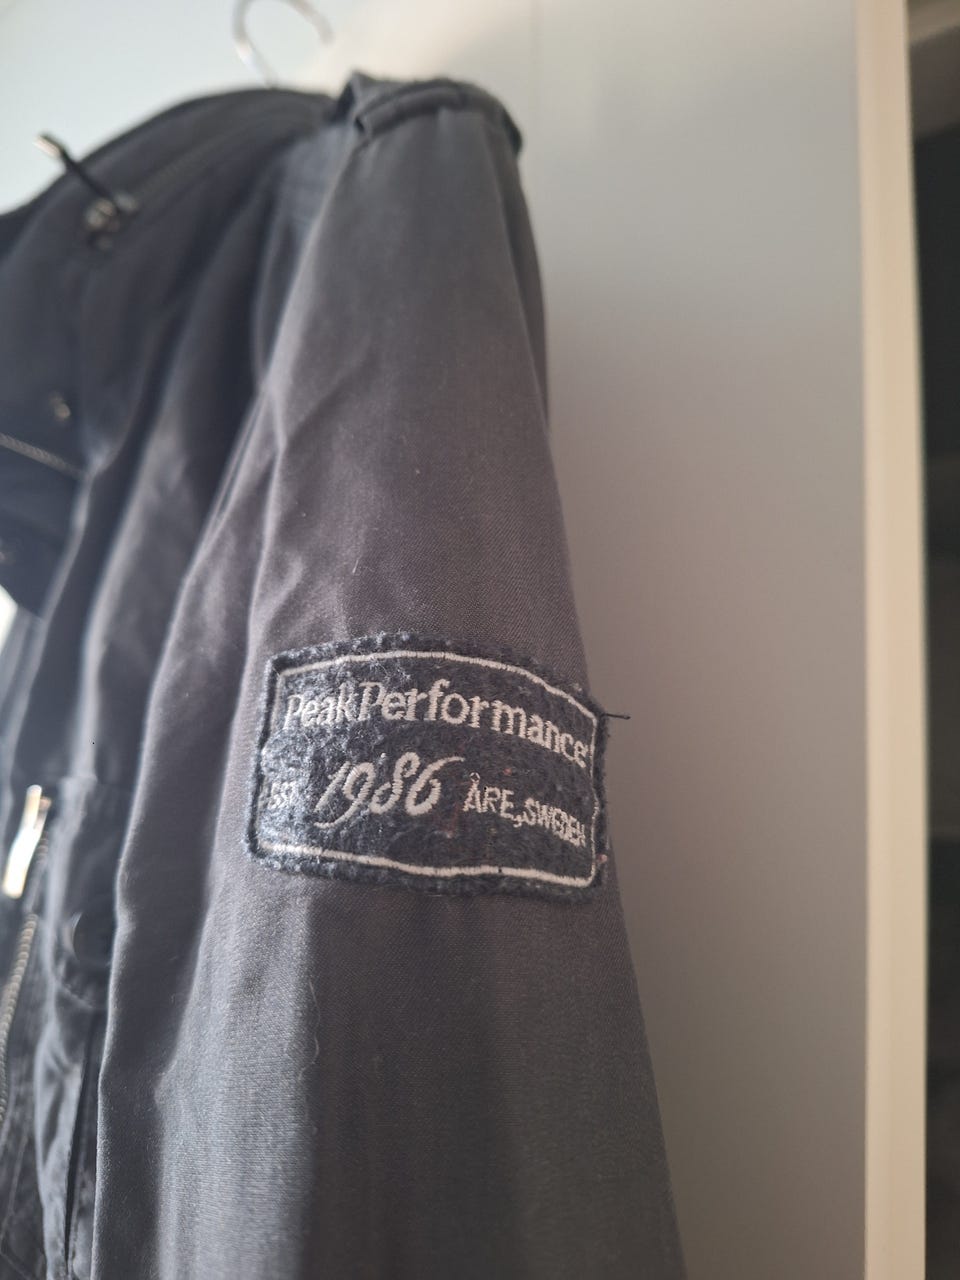 PeakPerformance
EST 1986 ÅRE, SWEDEN